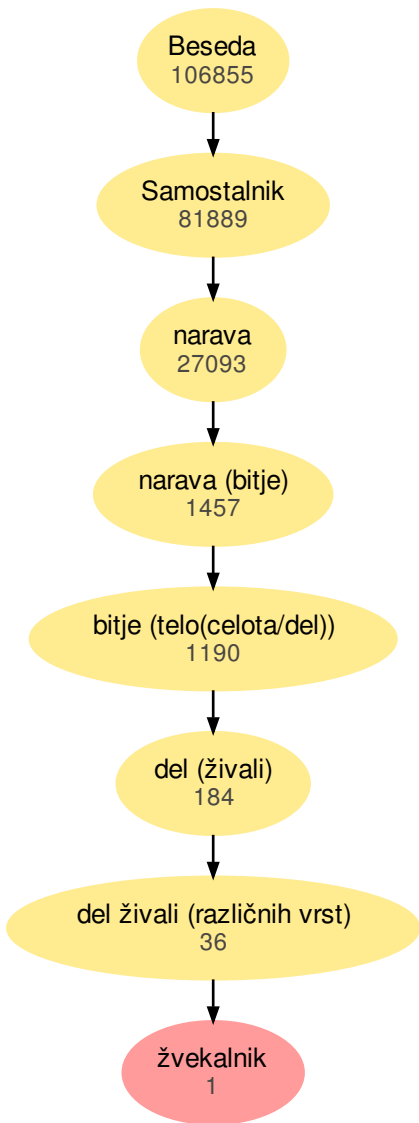 Beseda
106855
Samostalnik
81889
narava
27093
narava (bitje)
1457
bitje (telo(celota/del))
1190
del (živali)
184
del živali (različnih vrst)
36
žvekalnik
1